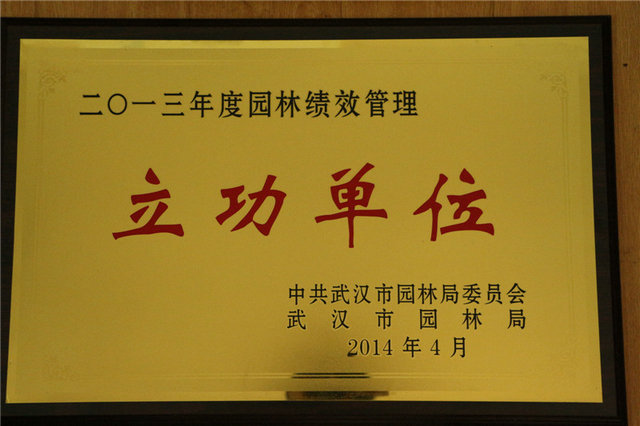 二〇一三年度园林绩效管理
立功单位
中共武汉市园林局委员会
武汉市园林局
2014年4月